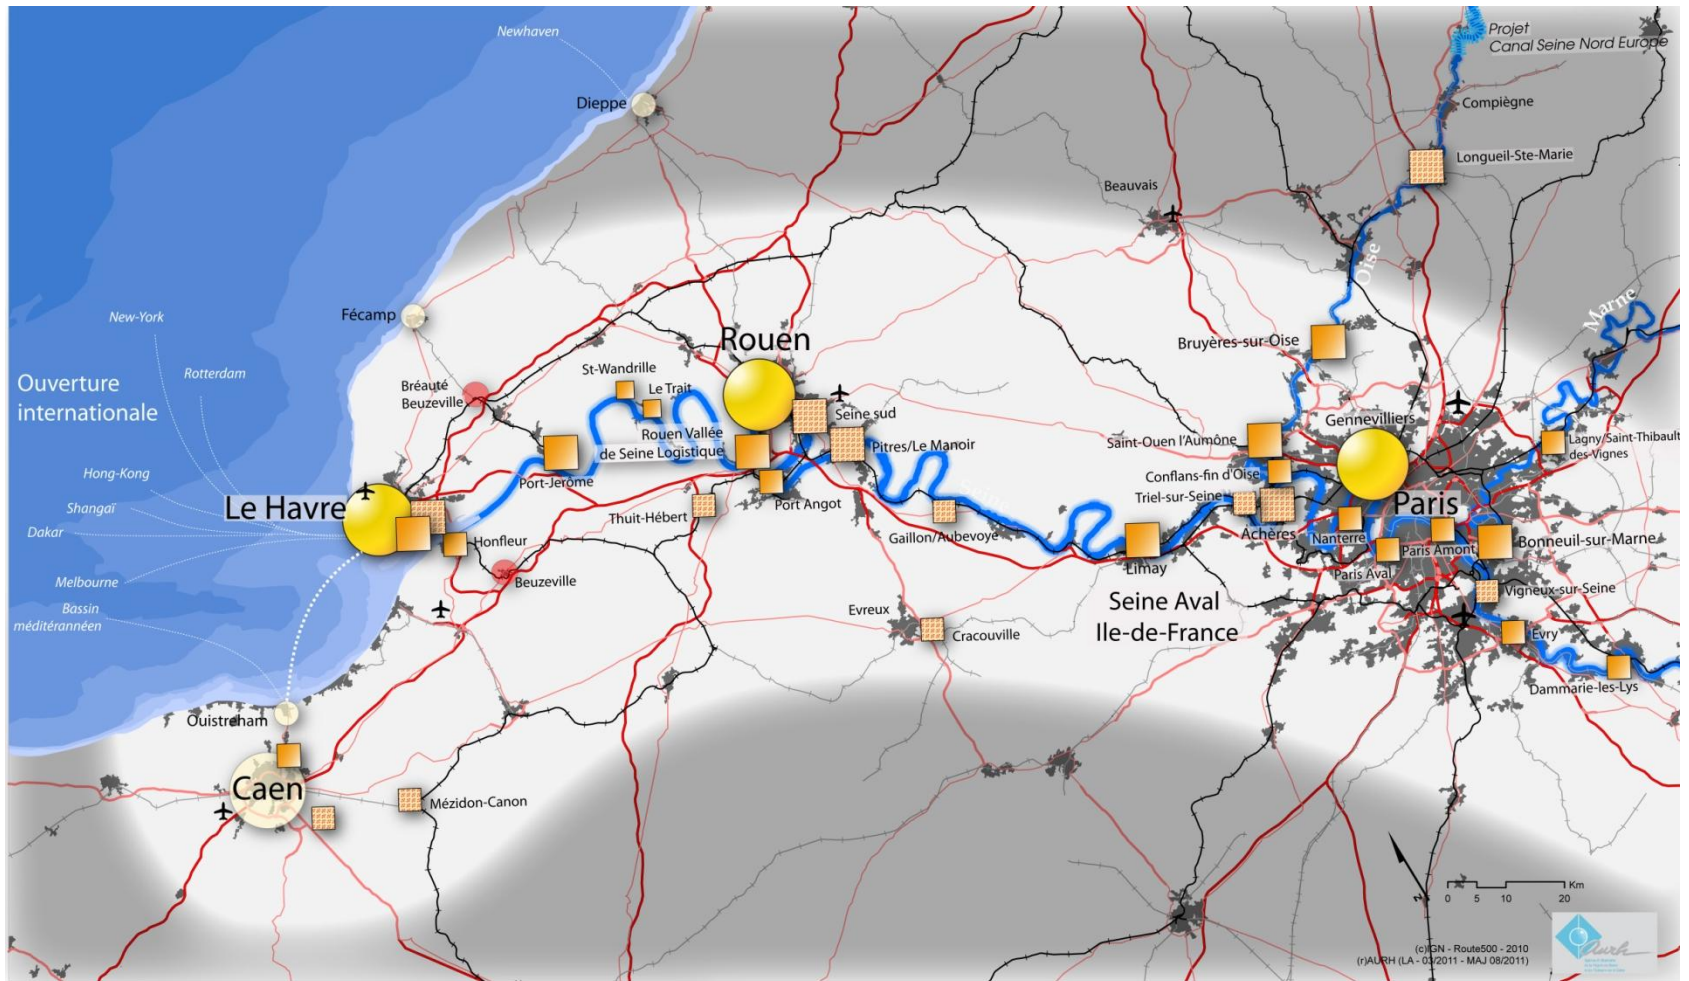 Projet
Canal Seine Nord Europe
Newhaven
Dieppe
Compiègne
Longueil-Ste-Marie
Beauvais
Oise
Marne
Fécamp
New-York
Rotterdam
Ouverture
internationale
Rouen
Bruyères-sur-Oise
St-Wandrille
Le Trait
Bréauté
Beuzeville
Seine sud
Gennevilliers
Rouen Vallée
de Seine Logistique
Pitres/Le Manoir
Saint-Ouen l'Aumône
Lagny/Saint-Thibault
des-Vignes
Port-Jérôme
Conflans-fin d'Oise
Hong-Kong
Shangaï
Dakar
Le Havre
Triel-sur-Seine
Paris
Seine
Port Angot
Thuit-Hébert
Honfleur
Gaillon/Aubevoye
Achères
Nanterre
Paris Amont
Bonneuil-sur-Marne
Limay
Paris Aval
Melbourne
Beuzeville
Vigneux-sur-Seine
Bassin
méditérannéen
Evreux
Seine Aval
Ile-de-France
Cracouville
Evry
Dammarie-les-Lys
Ouistreham
Caen
Mézidon-Canon
N
Km
0 5 10 20
(c)IGN - Route500 - 2010
(r)AURH (LA - 03/2011 - MAJ 08/2011)
aurh